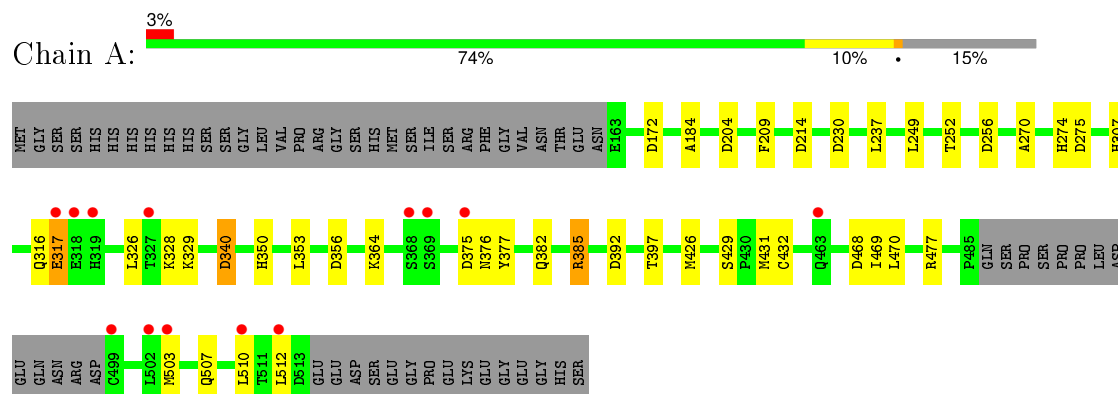 3%
Chain A:
74% 10% • 15%
MET GLY SER SER HIS HIS HIS HIS HIS HIS SER SER GLY LEU VAL PRO ARG GLY SER HIS MET SER ILE SER ARG PHE GLY VAL ASN THR GLU ASN E163 D172 A184 D204 F209 D214 D230 L237 L249 T252 D256 A270 H274 D275 H307
Q316 E317 E318 H319 L326 T327 K328 K329 D340 H350 L353 D356 K364 S368 S369 D375 N376 Y377 Q382 R385 D392 T397 M426 S429 P430 M431 C432 Q463 D468 I469 L470 R477 P485 GLN SER PRO SER PRO PRO LEU ASP
GLU GLN ASN ARG ASP C499 L502 M503 Q507 L510 T511 L512 D513 GLU GLU ASP SER GLU GLY PRO GLU LYS GLU GLY GLU GLY HIS SER